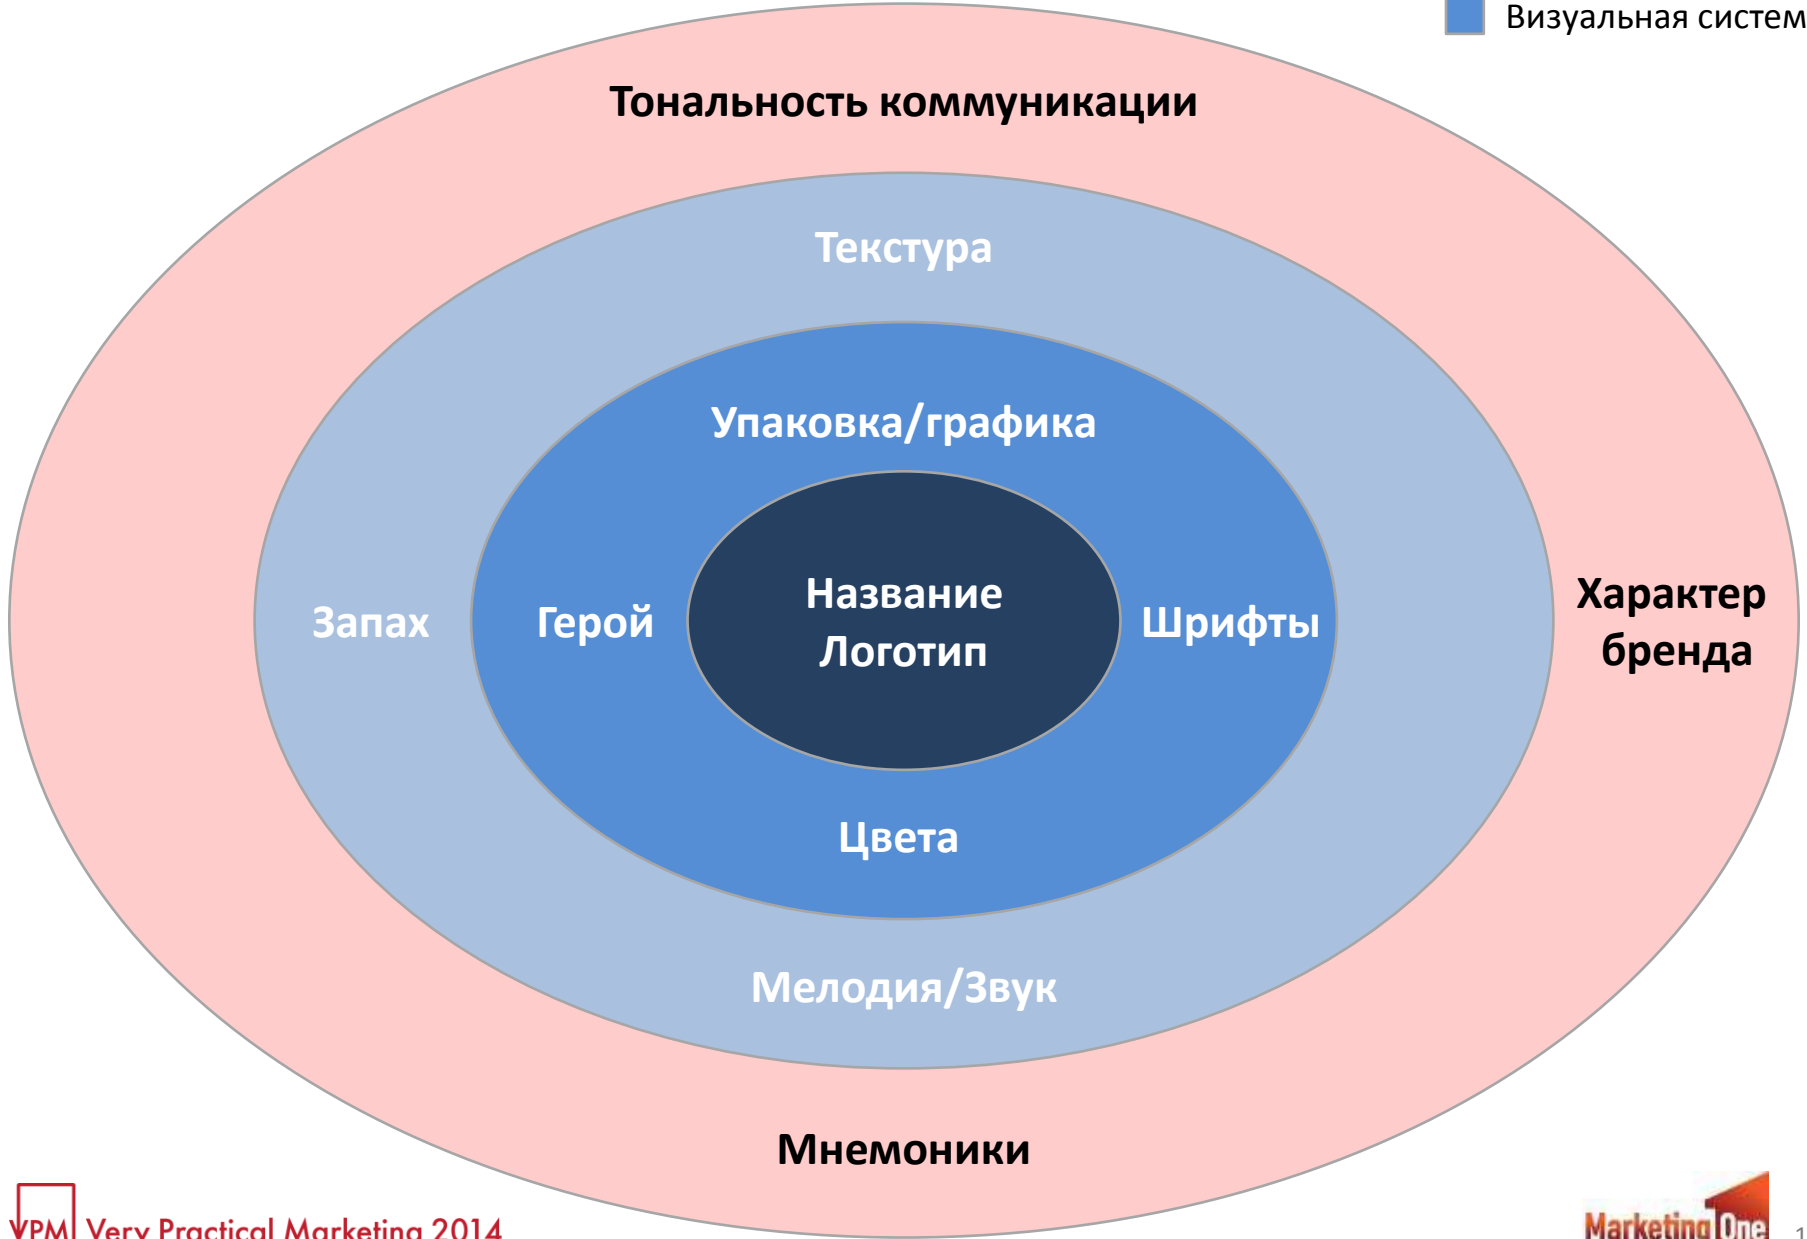 Визуальная систем
Тональность коммуникации
Текстура
Упаковка/графика
Название
Логотип
Запах
Герой
Шрифты
Характер
бренда
Цвета
Мелодия/Звук
Мнемоники
VPM Very Practical Marketing 2014
Marketing One
1